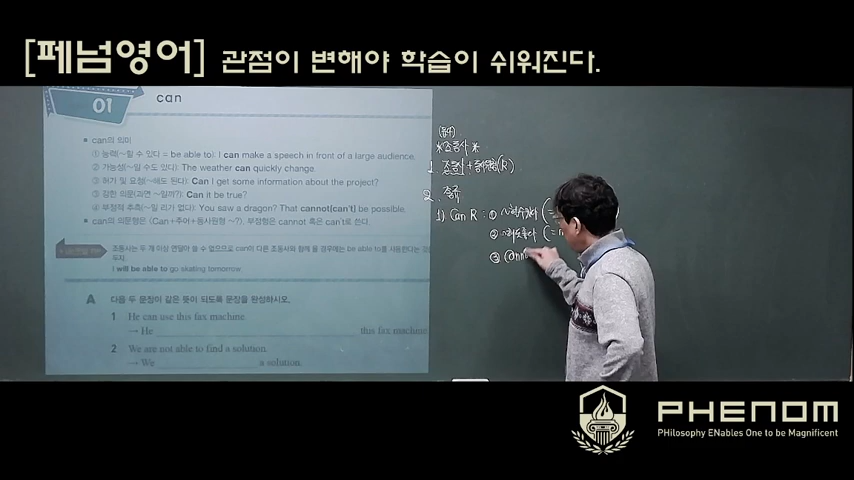 [페넘영어] 관점이 변해야 학습이 쉬워진다.
01 can
can의 의미
① 능력(~할 수 있다 = be able to): I can make a speech in front of a large audience.
② 가능성(~일 수도 있다): The weather can quickly change.
③ 허가 및 요청(~해도 된다): Can I get some information about the project?
③ 강한 의문(과연 ~일까?): Can it be true?
④ 부정적 추측(~일 리가 없다): You saw a dragon? That cannot[can't] be possible.
can의 의문형은 <Can+주어+동사원형 ~?>, 부정형은 cannot 혹은 can't로 쓴다.
조동사는 두 개 이상 연달아 쓸 수 없으므로 can이 다른 조동사와 함께 올 경우에는 be able to를 사용한다는
I will be able to go skating tomorrow.
A 다음 두 문장이 같은 뜻이 되도록 문장을 완성하시오.
1 He can use this fax machine.
→ He this fax machine
2 We are not able to find a solution.
→ We a solution.
*조동사*
1. 조동사+동사원형(R)
2. 종류
1) Can R : ① ~할수있다 (=
② ~해도좋다 (=
③ Cann
PHENOM
PHilosophy ENables One to be Magnificent